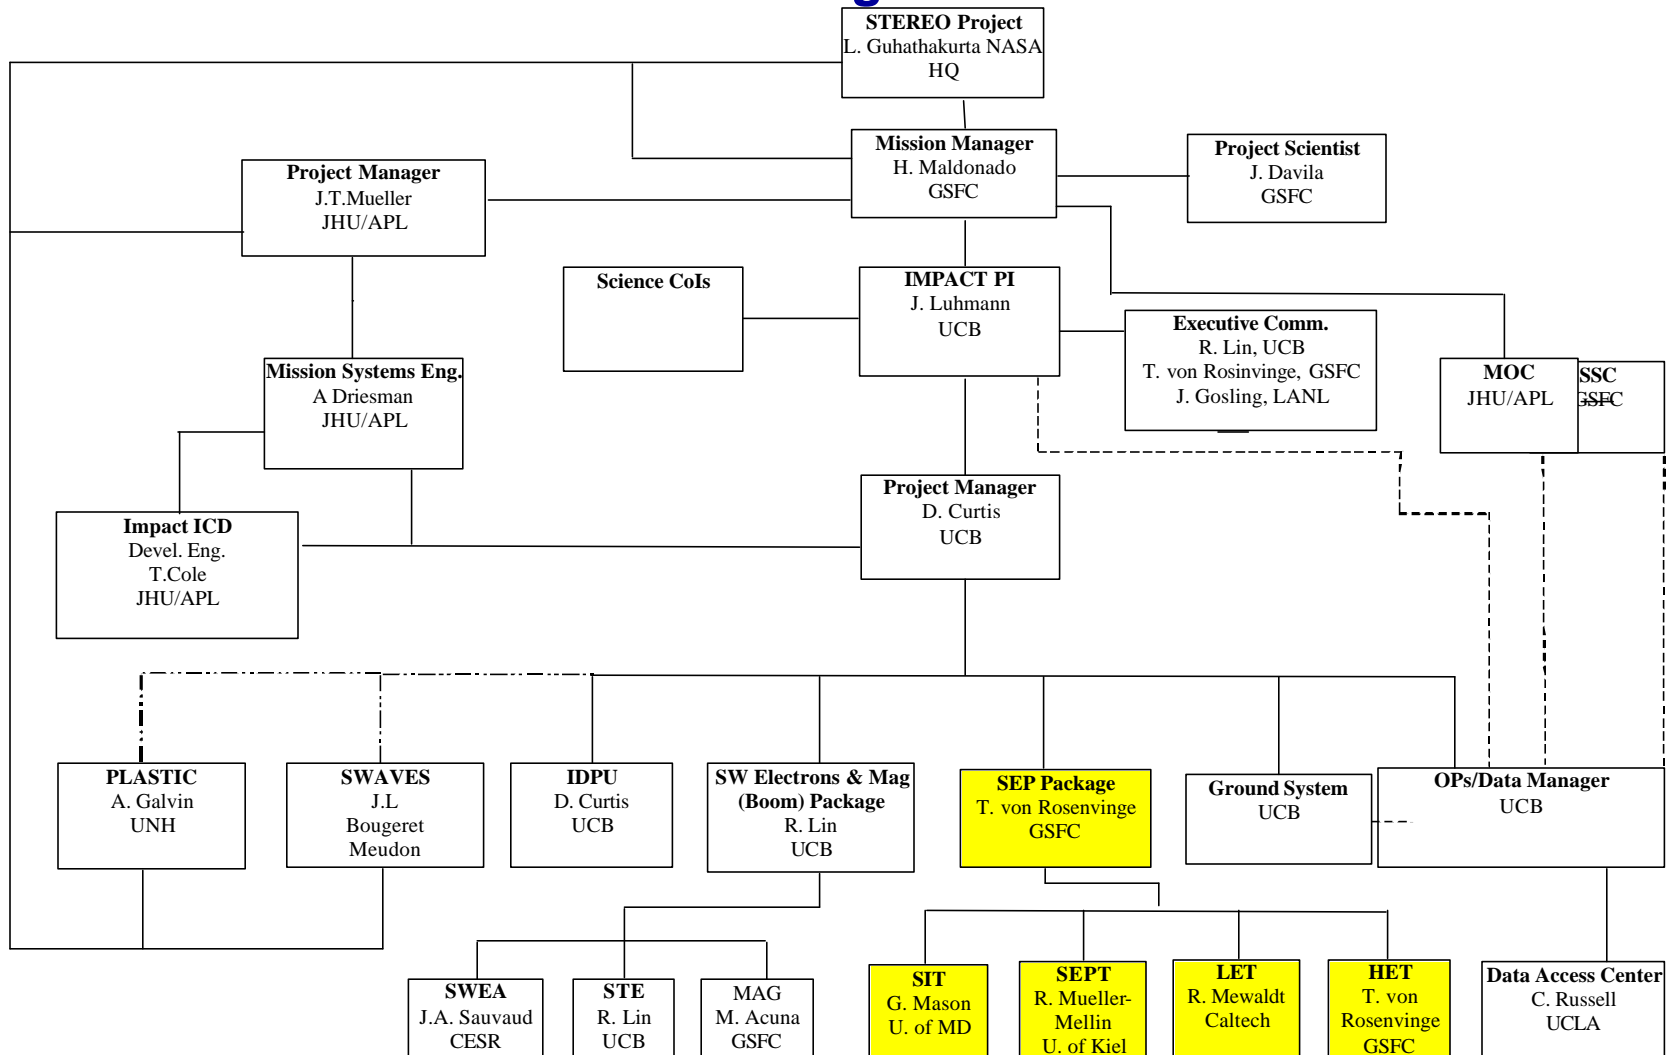 STEREO Project
L. Guhathakurta NASA
HQ
Mission Manager
H. Maldonado
GSFC
Project Scientist
J. Davila
GSFC
Project Manager
J.T.Mueller
JHU/APL
Science CoIs
IMPACT PI
J. Luhmann
UCB
Executive Comm.
R. Lin, UCB
T. von Rosinvinge, GSFC
J. Gosling, LANL
Mission Systems Eng.
A Driesman
JHU/APL
MOC
JHU/APL
SSC
GSFC
Project Manager
D. Curtis
UCB
Impact ICD
Devel. Eng.
T.Cole
JHU/APL
PLASTIC
A. Galvin
UNH
SWAVES
J.L
Bougeret
Meudon
IDPU
D. Curtis
UCB
SW Electrons & Mag
(Boom) Package
R. Lin
UCB
SEP Package
T. von Rosenvinge
GSFC
Ground System
UCB
OPs/Data Manager
UCB
SWEA
J.A. Sauvaud
CESR
STE
R. Lin
UCB
MAG
M. Acuna
GSFC
SIT
G. Mason
U. of MD
SEPT
R. Mueller-
Mellin
U. of Kiel
LET
R. Mewaldt
Caltech
HET
T. von
Rosenvinge
GSFC
Data Access Center
C. Russell
UCLA